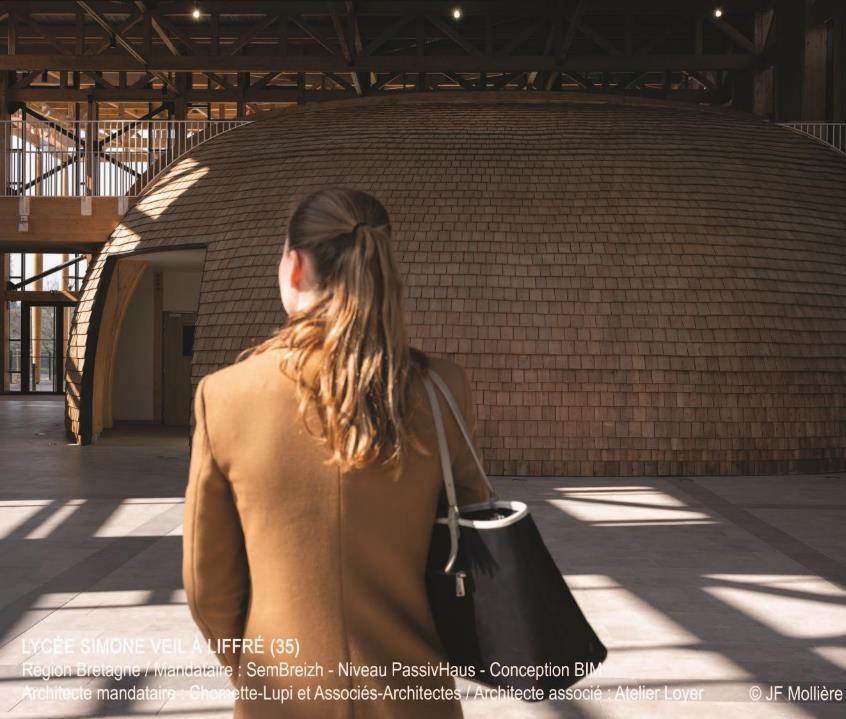 LYCÉE SIMONE VEIL À LIFFRÉ (35)
Région Bretagne / Mandataire : SemBreizh - Niveau PassivHaus - Conception BIM
Architecte mandataire : Chomette-Lupi et Associés-Architectes / Architecte associé : Atelier Loyer © JF Mollière